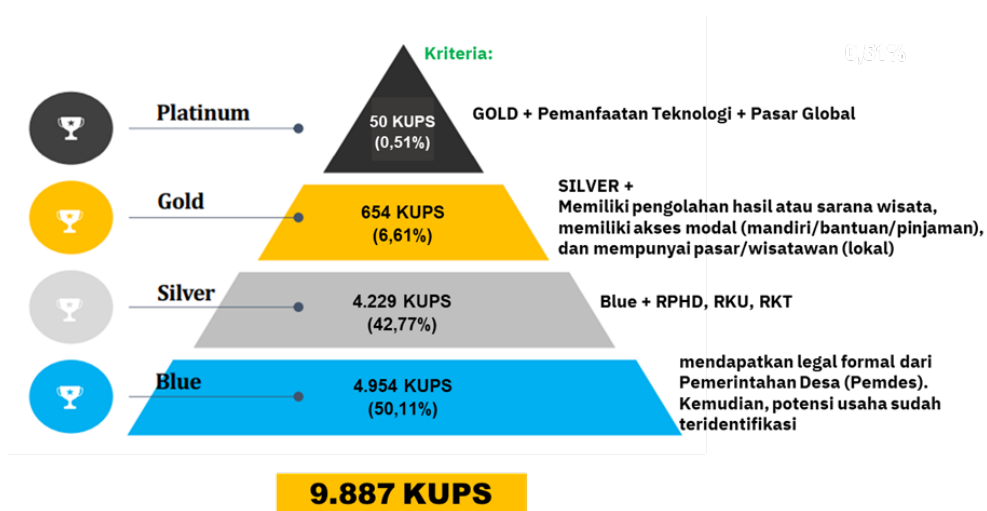 Kriteria:
0,51%
Platinum
50 KUPS
(0,51%)
GOLD + Pemanfaatan Teknologi + Pasar Global
Gold
654 KUPS
(6,61%)
SILVER +
Memiliki pengolahan hasil atau sarana wisata,
memiliki akses modal (mandiri/bantuan/pinjaman),
dan mempunyai pasar/wisatawan (lokal)
Silver
4.229 KUPS
(42,77%)
Blue + RPHD, RKU, RKT
Blue
4.954 KUPS
(50,11%)
mendapatkan legal formal dari
Pemerintahan Desa (Pemdes).
Kemudian, potensi usaha sudah
teridentifikasi
9.887 KUPS